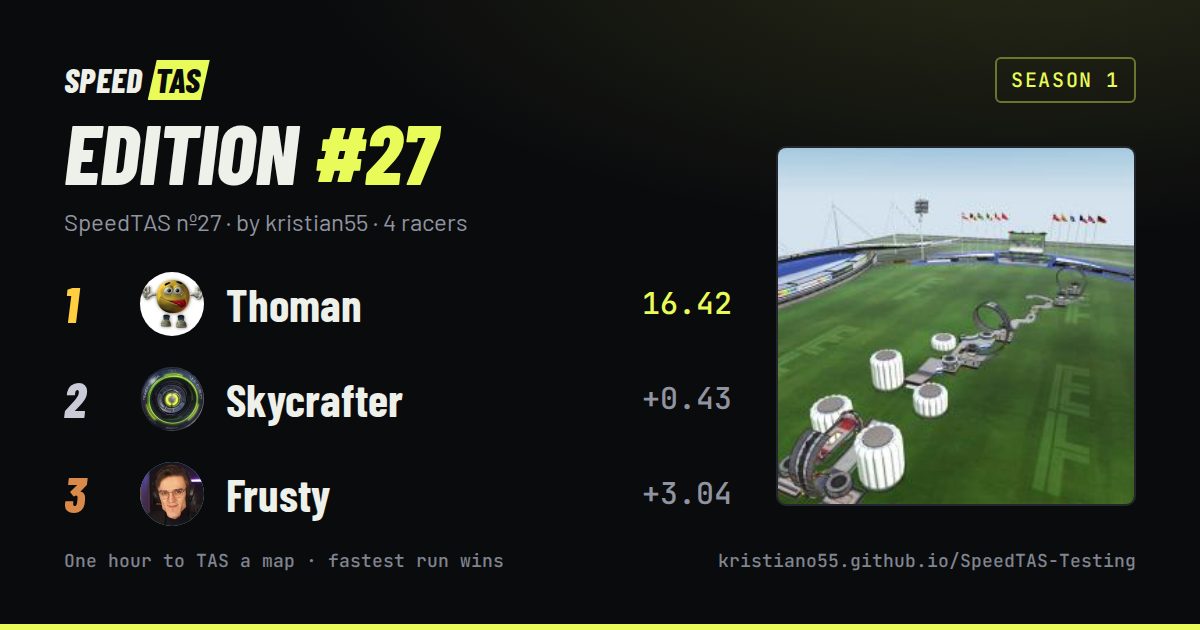 SPEED TAS
SEASON 1
EDITION #27
SpeedTAS nº27 · by kristian55 · 4 racers
1 Thoman 16.42
2 Skycrafter +0.43
3 Frusty +3.04
One hour to TAS a map · fastest run wins
kristiano55.github.io/SpeedTAS-Testing